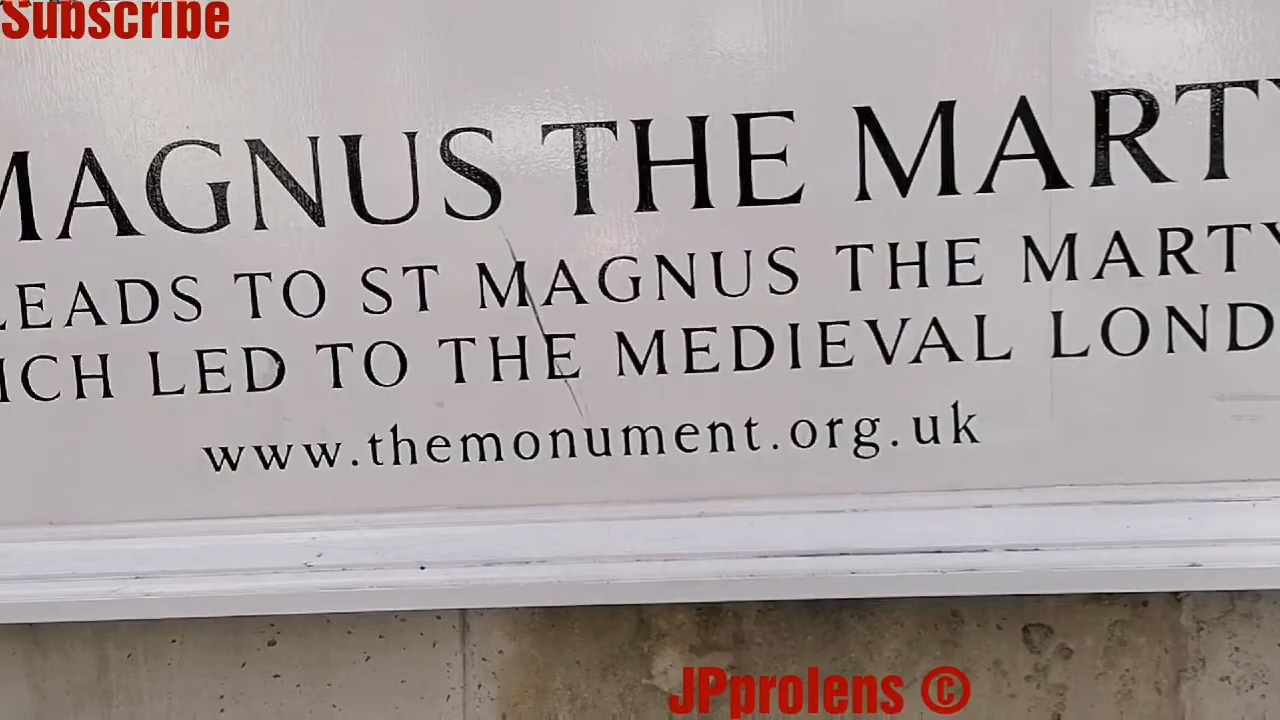 Subscribe
MAGNUS THE MARTY
LEADS TO ST MAGNUS THE MARTY
ICH LED TO THE MEDIEVAL LOND
www.themonument.org.uk
JPprolens ©